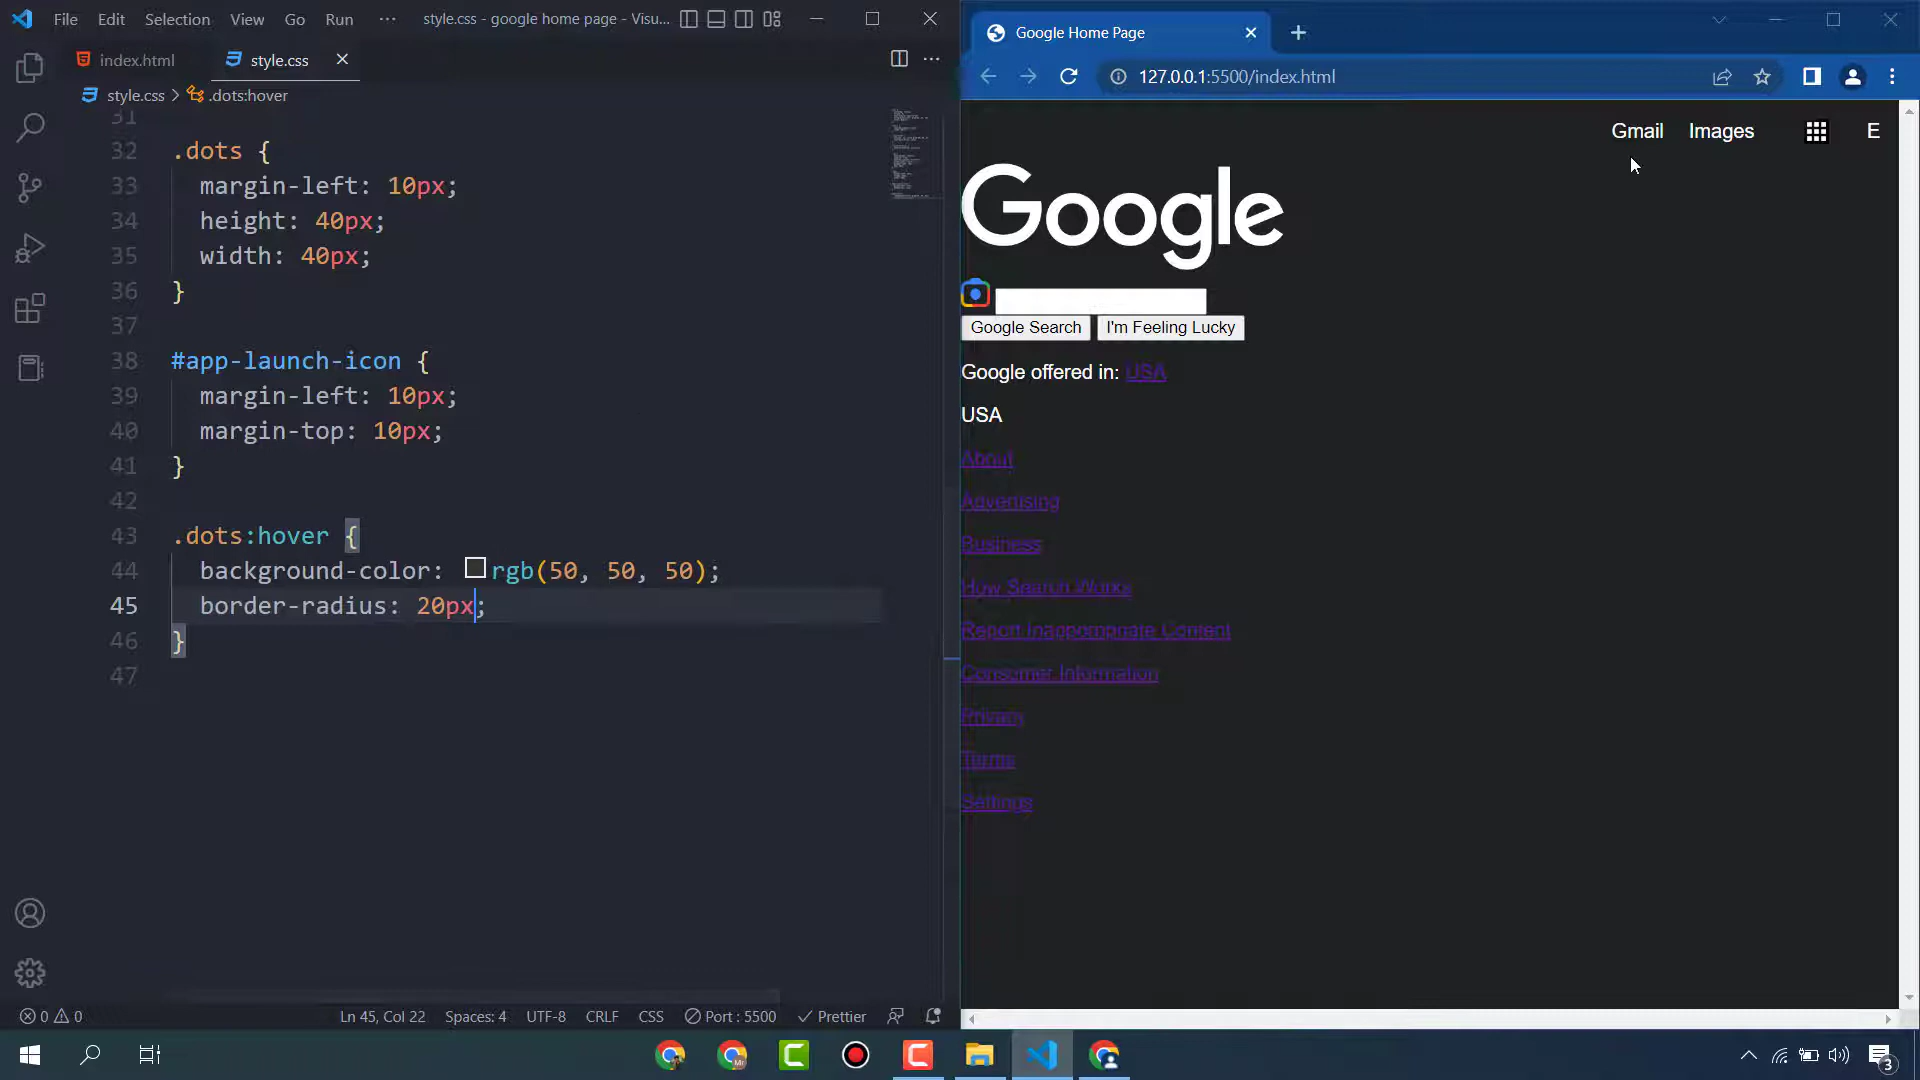 File Edit Selection View Go Run ··· style.css - google home page - Visu...
index.html style.css
style.css > .dots:hover
31
32 .dots {
33 margin-left: 10px;
34 height: 40px;
35 width: 40px;
36 }
37
38 #app-launch-icon {
39 margin-left: 10px;
40 margin-top: 10px;
41 }
42
43 .dots:hover {
44 background-color: rgb(50, 50, 50);
45 border-radius: 20px;
46 }
47
0 0 Ln 45, Col 22 Spaces: 4 UTF-8 CRLF CSS Port : 5500 Prettier
Google Home Page
127.0.0.1:5500/index.html
Gmail Images E
Google
Google Search I'm Feeling Lucky
Google offered in: USA
USA
About
Advertising
Business
How Search Works
Report Inappropriate Content
Consumer Information
Privacy
Terms
Settings
3